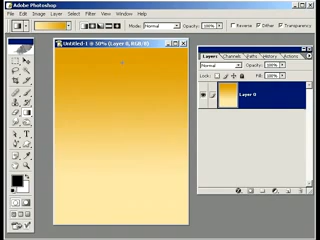 Adobe Photoshop
File Edit Image Layer Select Filter View Window Help
Mode: Normal Opacity: 100% Reverse Dither Transparency
Untitled-1 @ 50% (Layer 0, RGB/8)
Layers Channels Paths History Actions
Normal Opacity: 100%
Lock: Fill: 100%
Layer 0